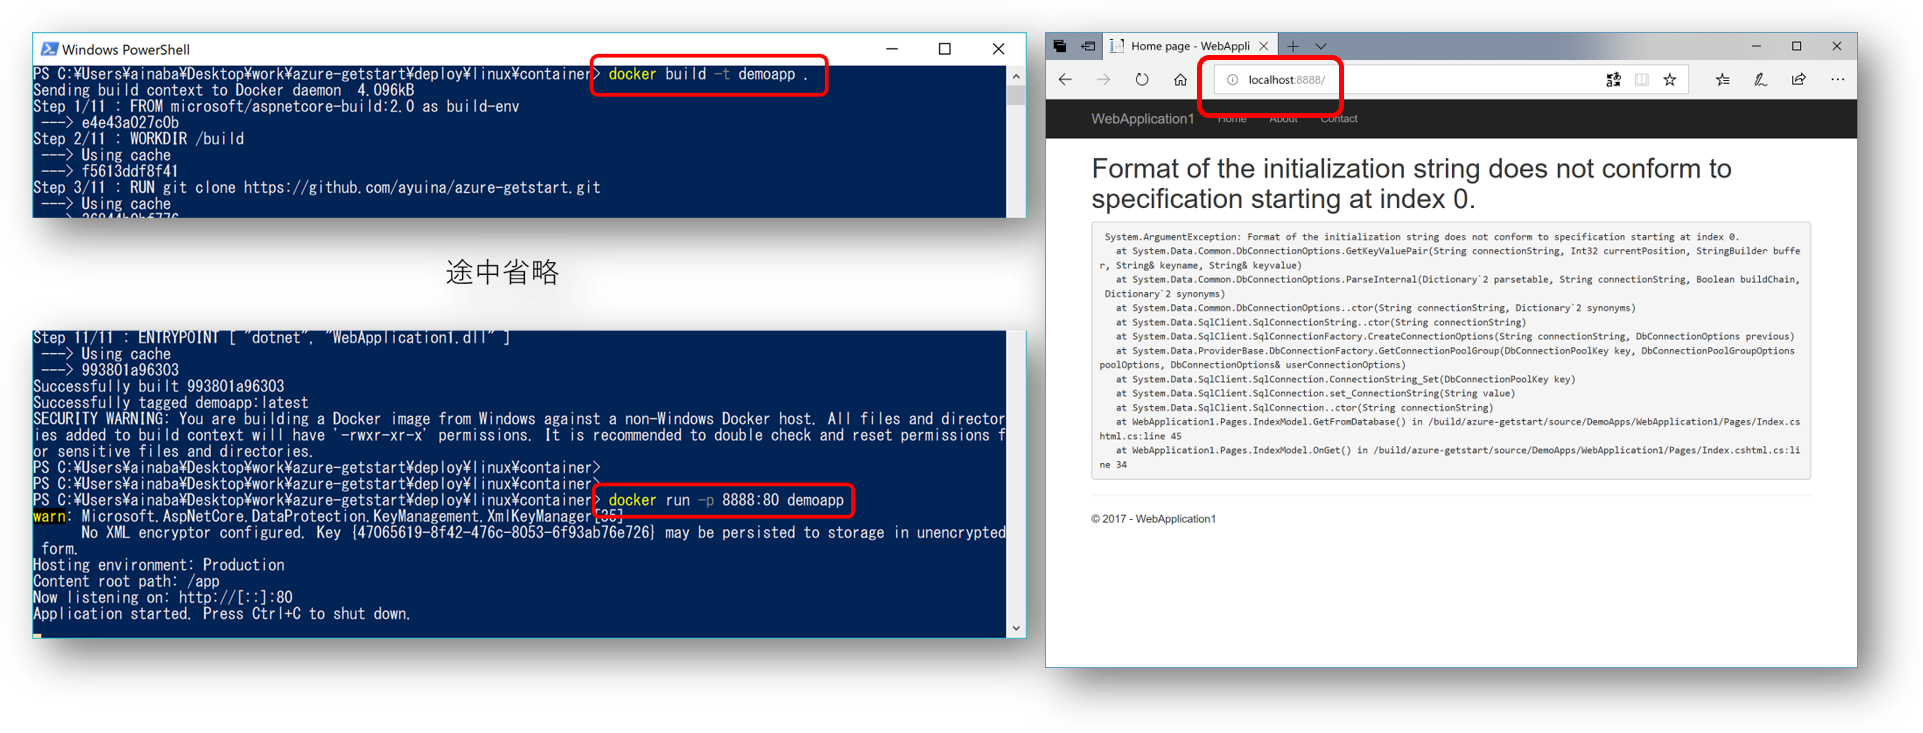 Windows PowerShell
PS C:¥Users¥ainaba¥Desktop¥work¥azure-getstart¥deploy¥linux¥container> docker build -t demoapp .
Sending build context to Docker daemon  4.096kB
Step 1/11 : FROM microsoft/aspnetcore-build:2.0 as build-env
---> e4e43a027c0b
Step 2/11 : WORKDIR /build
---> Using cache
---> f5613ddf8f41
Step 3/11 : RUN git clone https://github.com/ayuina/azure-getstart.git
---> Using cache
途中省略
Step 11/11 : ENTRYPOINT [ "dotnet", "WebApplication1.dll" ]
---> Using cache
---> 993801a96303
Successfully built 993801a96303
Successfully tagged demoapp:latest
SECURITY WARNING: You are building a Docker image from Windows against a non-Windows Docker host. All files and director
ies added to build context will have '-rwxr-xr-x' permissions. It is recommended to double check and reset permissions f
or sensitive files and directories.
PS C:¥Users¥ainaba¥Desktop¥work¥azure-getstart¥deploy¥linux¥container>
PS C:¥Users¥ainaba¥Desktop¥work¥azure-getstart¥deploy¥linux¥container>
PS C:¥Users¥ainaba¥Desktop¥work¥azure-getstart¥deploy¥linux¥container> docker run -p 8888:80 demoapp
warn: Microsoft.AspNetCore.DataProtection.KeyManagement.XmlKeyManager[35]
No XML encryptor configured. Key {47065619-8f42-476c-8053-6f93ab76e726} may be persisted to storage in unencrypted
form.
Hosting environment: Production
Content root path: /app
Now listening on: http://[::]:80
Application started. Press Ctrl+C to shut down.
Home page - WebAppli
localhost:8888/
WebApplication1 Home About Contact
Format of the initialization string does not conform to
specification starting at index 0.
System.ArgumentException: Format of the initialization string does not conform to specification starting at index 0.
at System.Data.Common.DbConnectionOptions.GetKeyValuePair(String connectionString, Int32 currentPosition, StringBuilder buffe
r, String& keyname, String& keyvalue)
at System.Data.Common.DbConnectionOptions.ParseInternal(Dictionary`2 parsetable, String connectionString, Boolean buildChain,
Dictionary`2 synonyms)
at System.Data.Common.DbConnectionOptions..ctor(String connectionString, Dictionary`2 synonyms)
at System.Data.SqlClient.SqlConnectionString..ctor(String connectionString)
at System.Data.SqlClient.SqlConnectionFactory.CreateConnectionOptions(String connectionString, DbConnectionOptions previous)
at System.Data.ProviderBase.DbConnectionFactory.GetConnectionPoolGroup(DbConnectionPoolKey key, DbConnectionPoolGroupOptions
poolOptions, DbConnectionOptions& userConnectionOptions)
at System.Data.SqlClient.SqlConnection.ConnectionString_Set(DbConnectionPoolKey key)
at System.Data.SqlClient.SqlConnection.set_ConnectionString(String value)
at System.Data.SqlClient.SqlConnection..ctor(String connectionString)
at WebApplication1.Pages.IndexModel.GetFromDatabase() in /build/azure-getstart/source/DemoApps/WebApplication1/Pages/Index.cs
html.cs:line 45
at WebApplication1.Pages.IndexModel.OnGet() in /build/azure-getstart/source/DemoApps/WebApplication1/Pages/Index.cshtml.cs:li
ne 34
© 2017 - WebApplication1